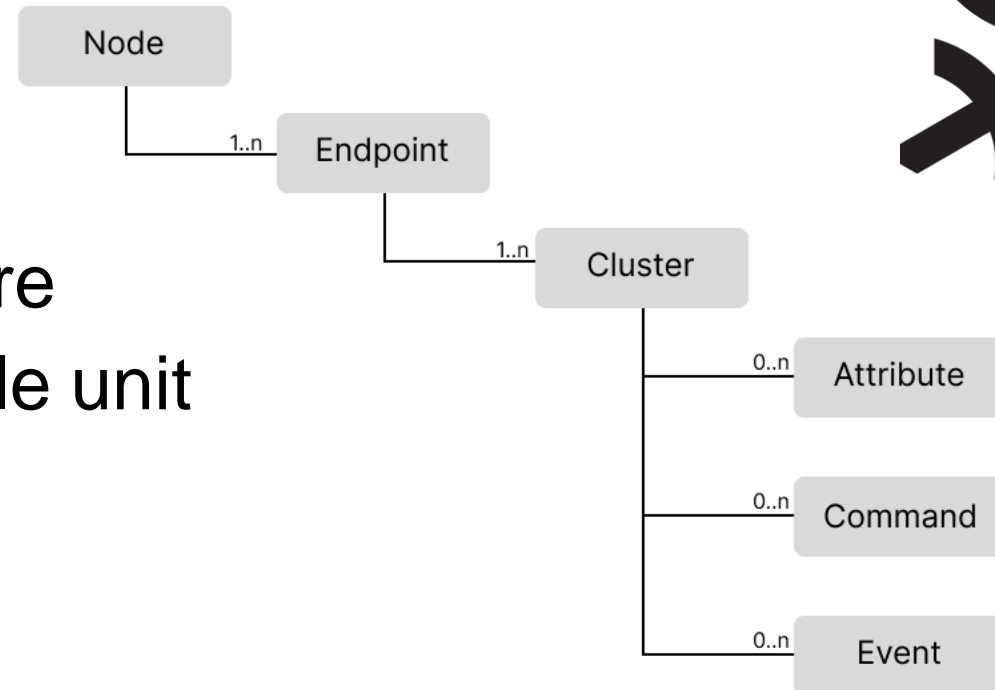 Node
1..n
Endpoint
1..n
Cluster
re
le unit
0..n
Attribute
0..n
Command
0..n
Event